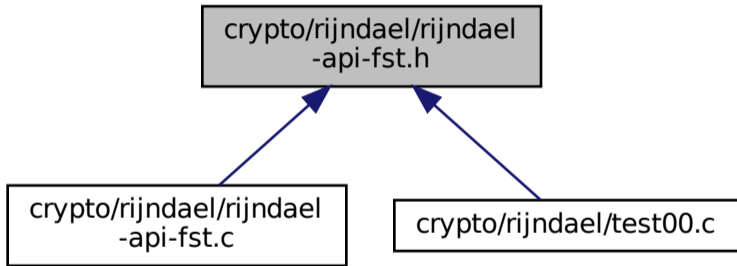 crypto/rijndael/rijndael
-api-fst.h
crypto/rijndael/rijndael
-api-fst.c
crypto/rijndael/test00.c